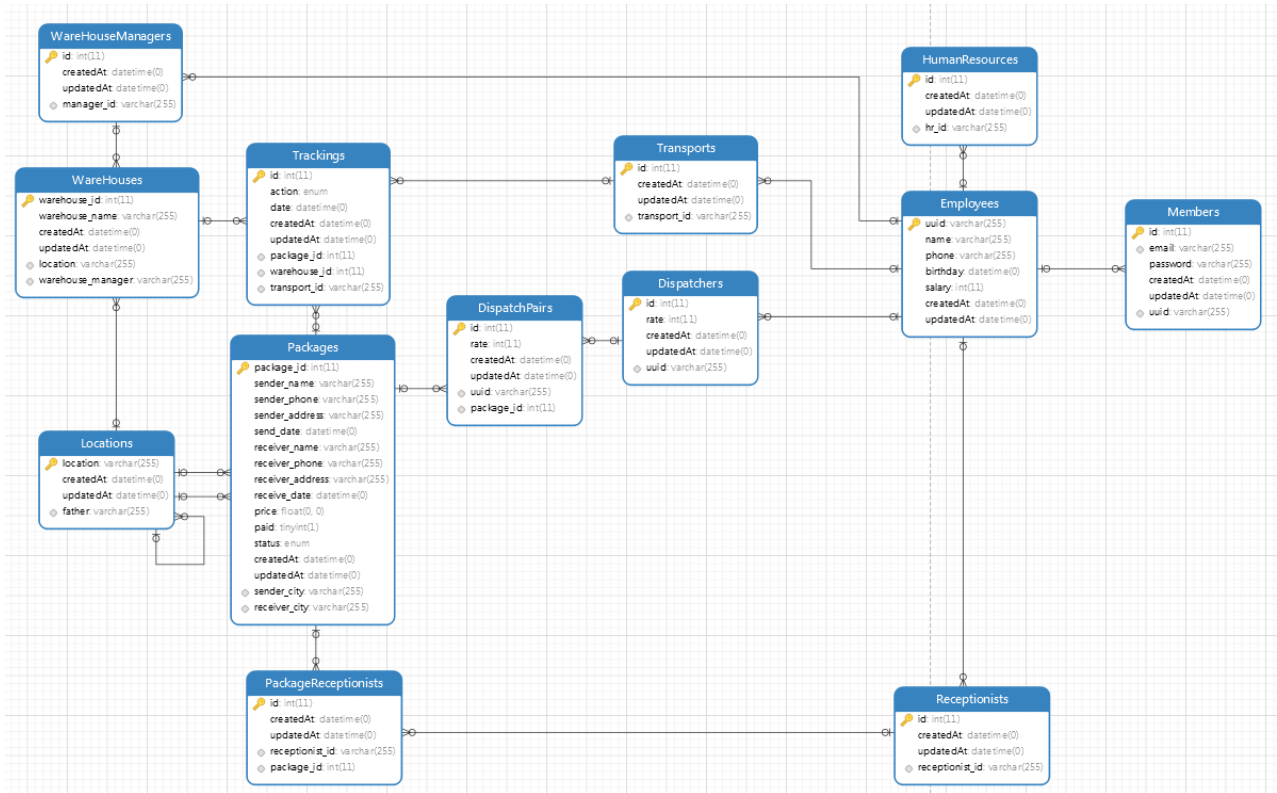 WareHouseManagers
id: int(11)
createdAt: datetime(0)
updatedAt: datetime(0)
manager_id: varchar(255)
HumanResources
id: int(11)
createdAt: datetime(0)
updatedAt: datetime(0)
hr_id: varchar(255)
Trackings
id: int(11)
action: enum
date: datetime(0)
createdAt: datetime(0)
updatedAt: datetime(0)
package_id: int(11)
warehouse_id: int(11)
transport_id: varchar(255)
Transports
id: int(11)
createdAt: datetime(0)
updatedAt: datetime(0)
transport_id: varchar(255)
WareHouses
warehouse_id: int(11)
warehouse_name: varchar(255)
createdAt: datetime(0)
updatedAt: datetime(0)
location: varchar(255)
warehouse_manager: varchar(255)
Employees
uuid: varchar(255)
name: varchar(255)
phone: varchar(255)
birthday: datetime(0)
salary: int(11)
createdAt: datetime(0)
updatedAt: datetime(0)
Members
id: int(11)
email: varchar(255)
password: varchar(255)
createdAt: datetime(0)
updatedAt: datetime(0)
uuid: varchar(255)
DispatchPairs
id: int(11)
rate: int(11)
createdAt: datetime(0)
updatedAt: datetime(0)
uuid: varchar(255)
package_id: int(11)
Dispatchers
id: int(11)
rate: int(11)
createdAt: datetime(0)
updatedAt: datetime(0)
uuid: varchar(255)
Packages
package_id: int(11)
sender_name: varchar(255)
sender_phone: varchar(255)
sender_address: varchar(255)
send_date: datetime(0)
receiver_name: varchar(255)
receiver_phone: varchar(255)
receiver_address: varchar(255)
receive_date: datetime(0)
price: float(0, 0)
paid: tinyint(1)
status: enum
createdAt: datetime(0)
updatedAt: datetime(0)
sender_city: varchar(255)
receiver_city: varchar(255)
Locations
location: varchar(255)
createdAt: datetime(0)
updatedAt: datetime(0)
father: varchar(255)
PackageReceptionists
id: int(11)
createdAt: datetime(0)
updatedAt: datetime(0)
receptionist_id: varchar(255)
package_id: int(11)
Receptionists
id: int(11)
createdAt: datetime(0)
updatedAt: datetime(0)
receptionist_id: varchar(255)